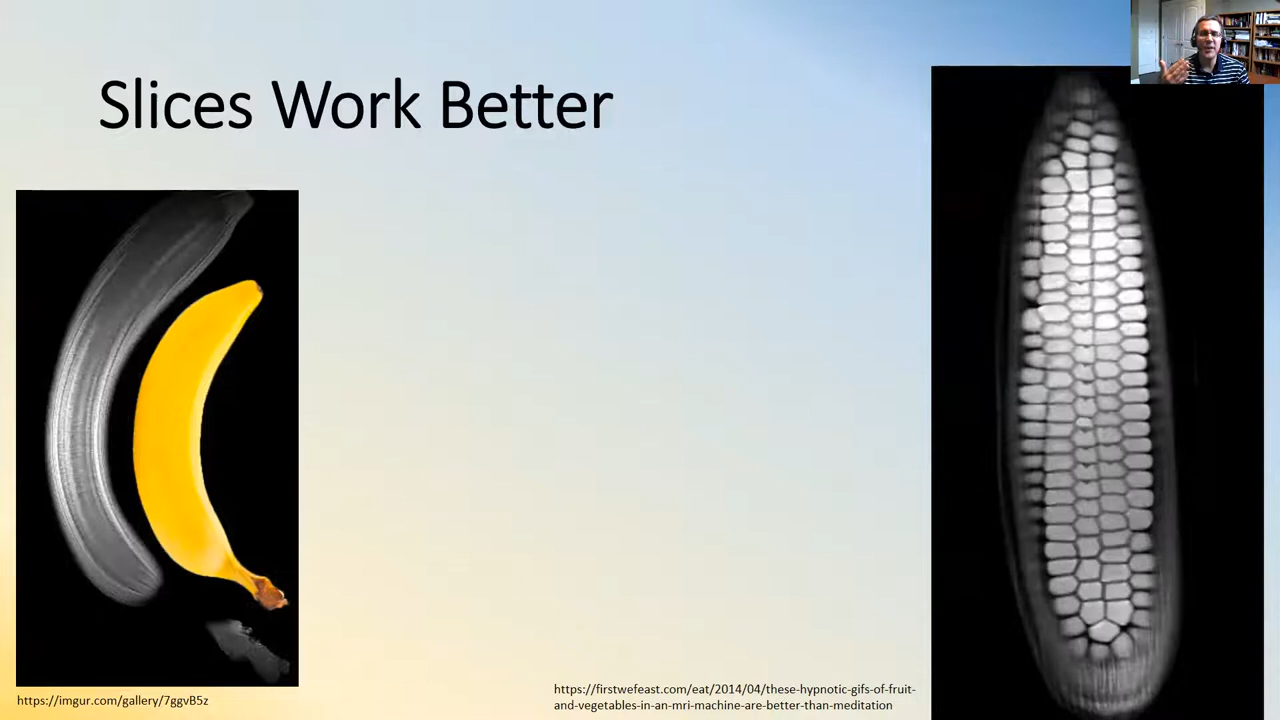 Slices Work Better
https://imgur.com/gallery/7ggvB5z
https://firstwefeast.com/eat/2014/04/these-hypnotic-gifs-of-fruit-
and-vegetables-in-an-mri-machine-are-better-than-meditation